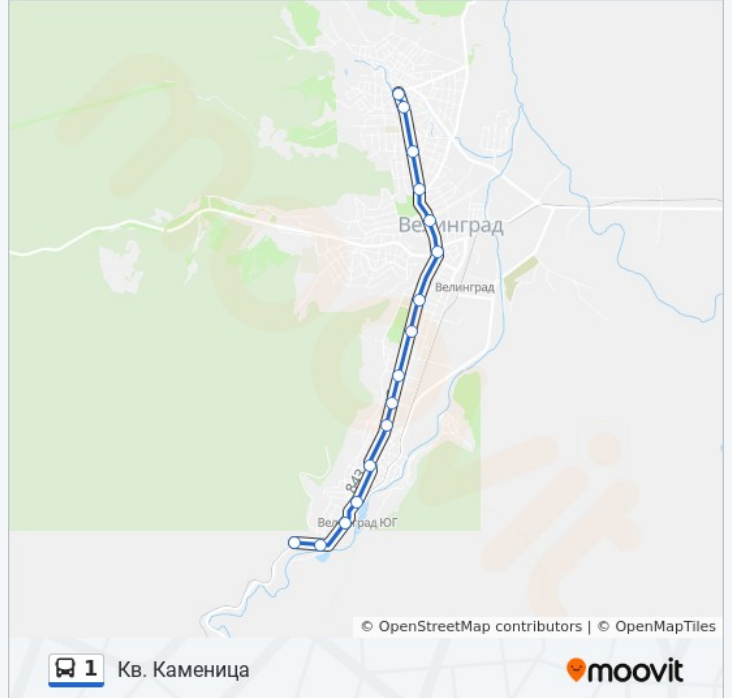 Велинград
Велинград
843
Велинград ЮГ
© OpenStreetMap contributors | © OpenMapTiles
1 Кв. Каменица
moovit